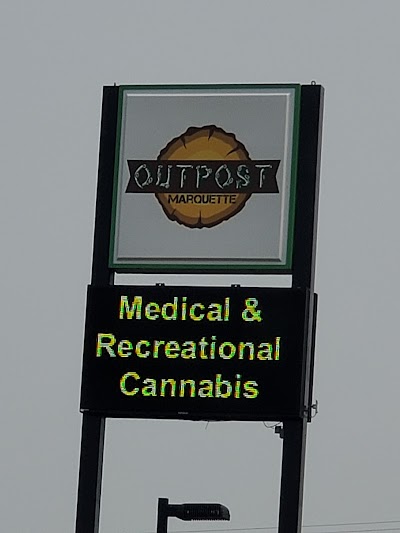 OUTPOST
MARQUETTE
Medical &
Recreational
Cannabis